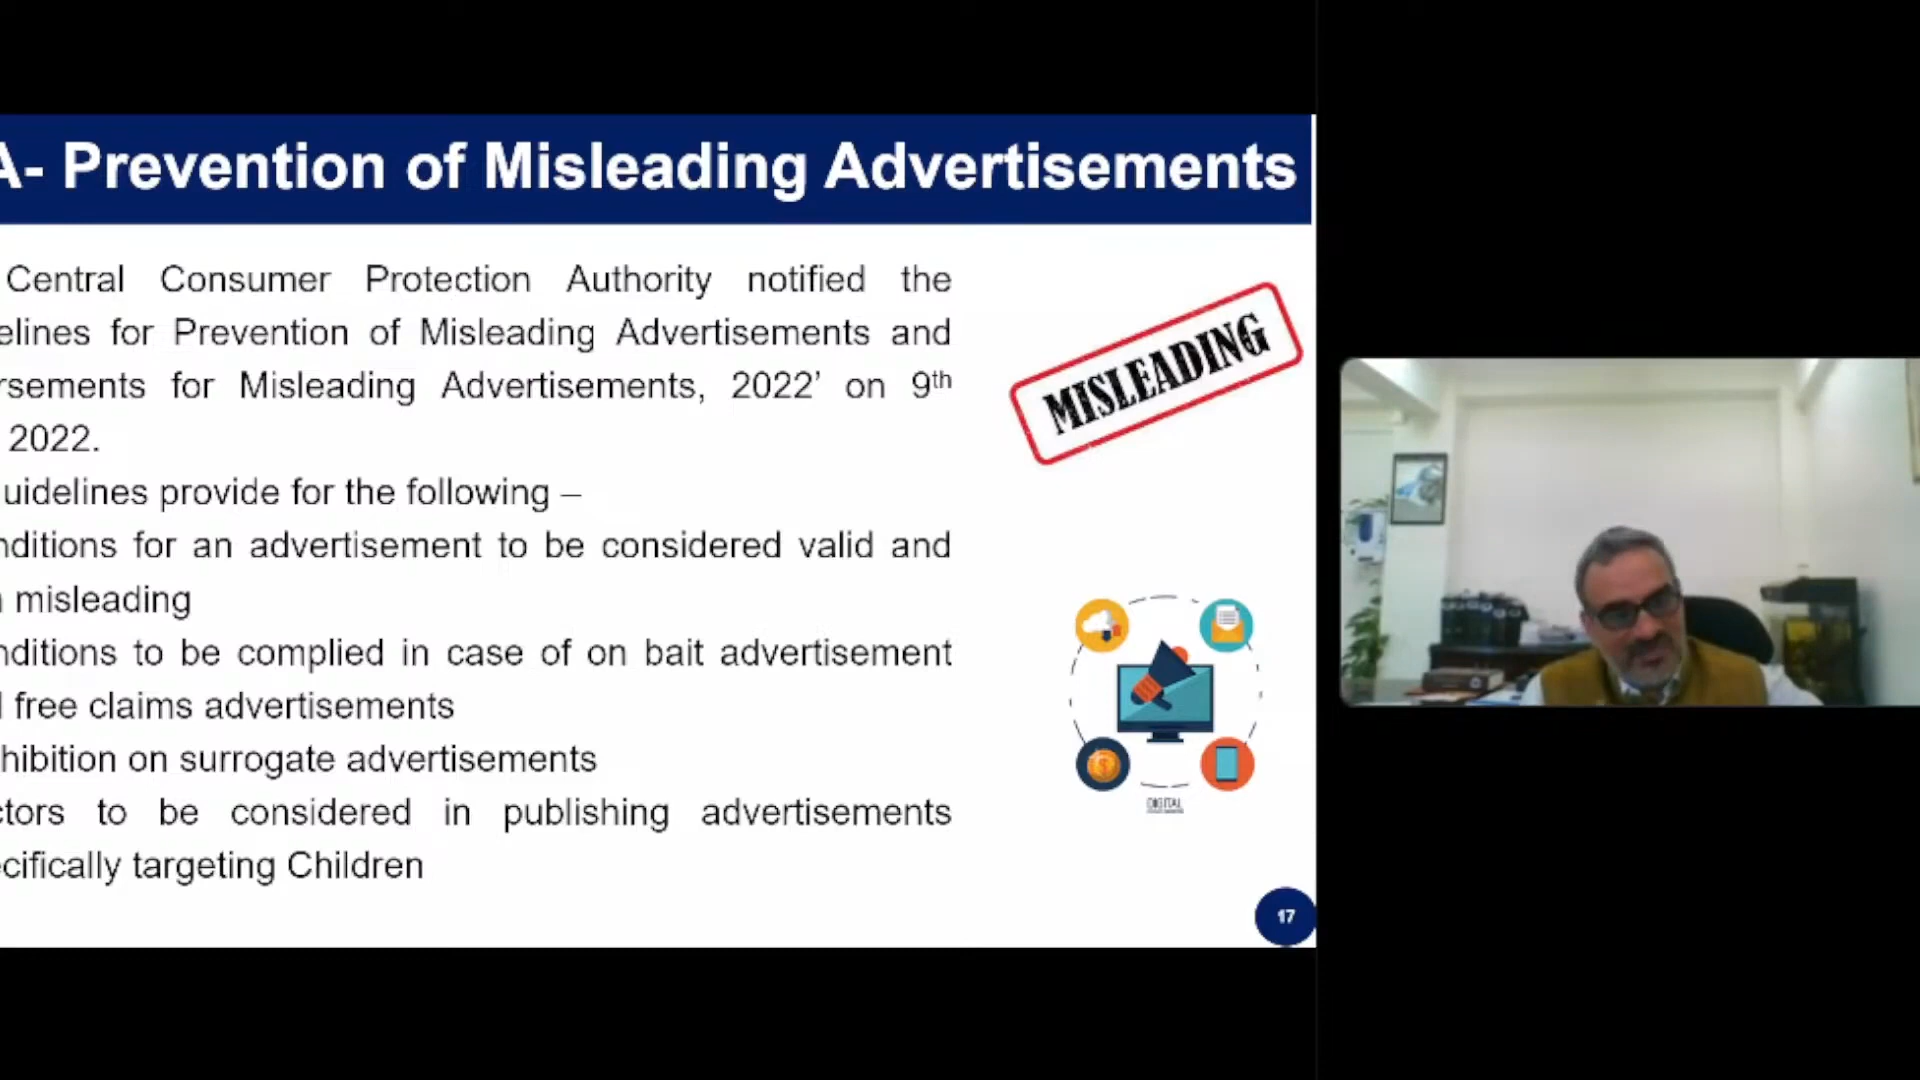 A- Prevention of Misleading Advertisements
Central Consumer Protection Authority notified the
elines for Prevention of Misleading Advertisements and
rsements for Misleading Advertisements, 2022’ on 9th
2022.
uidelines provide for the following –
nditions for an advertisement to be considered valid and
misleading
nditions to be complied in case of on bait advertisement
free claims advertisements
hibition on surrogate advertisements
ctors to be considered in publishing advertisements
cifically targeting Children
MISLEADING
DIGITAL
17